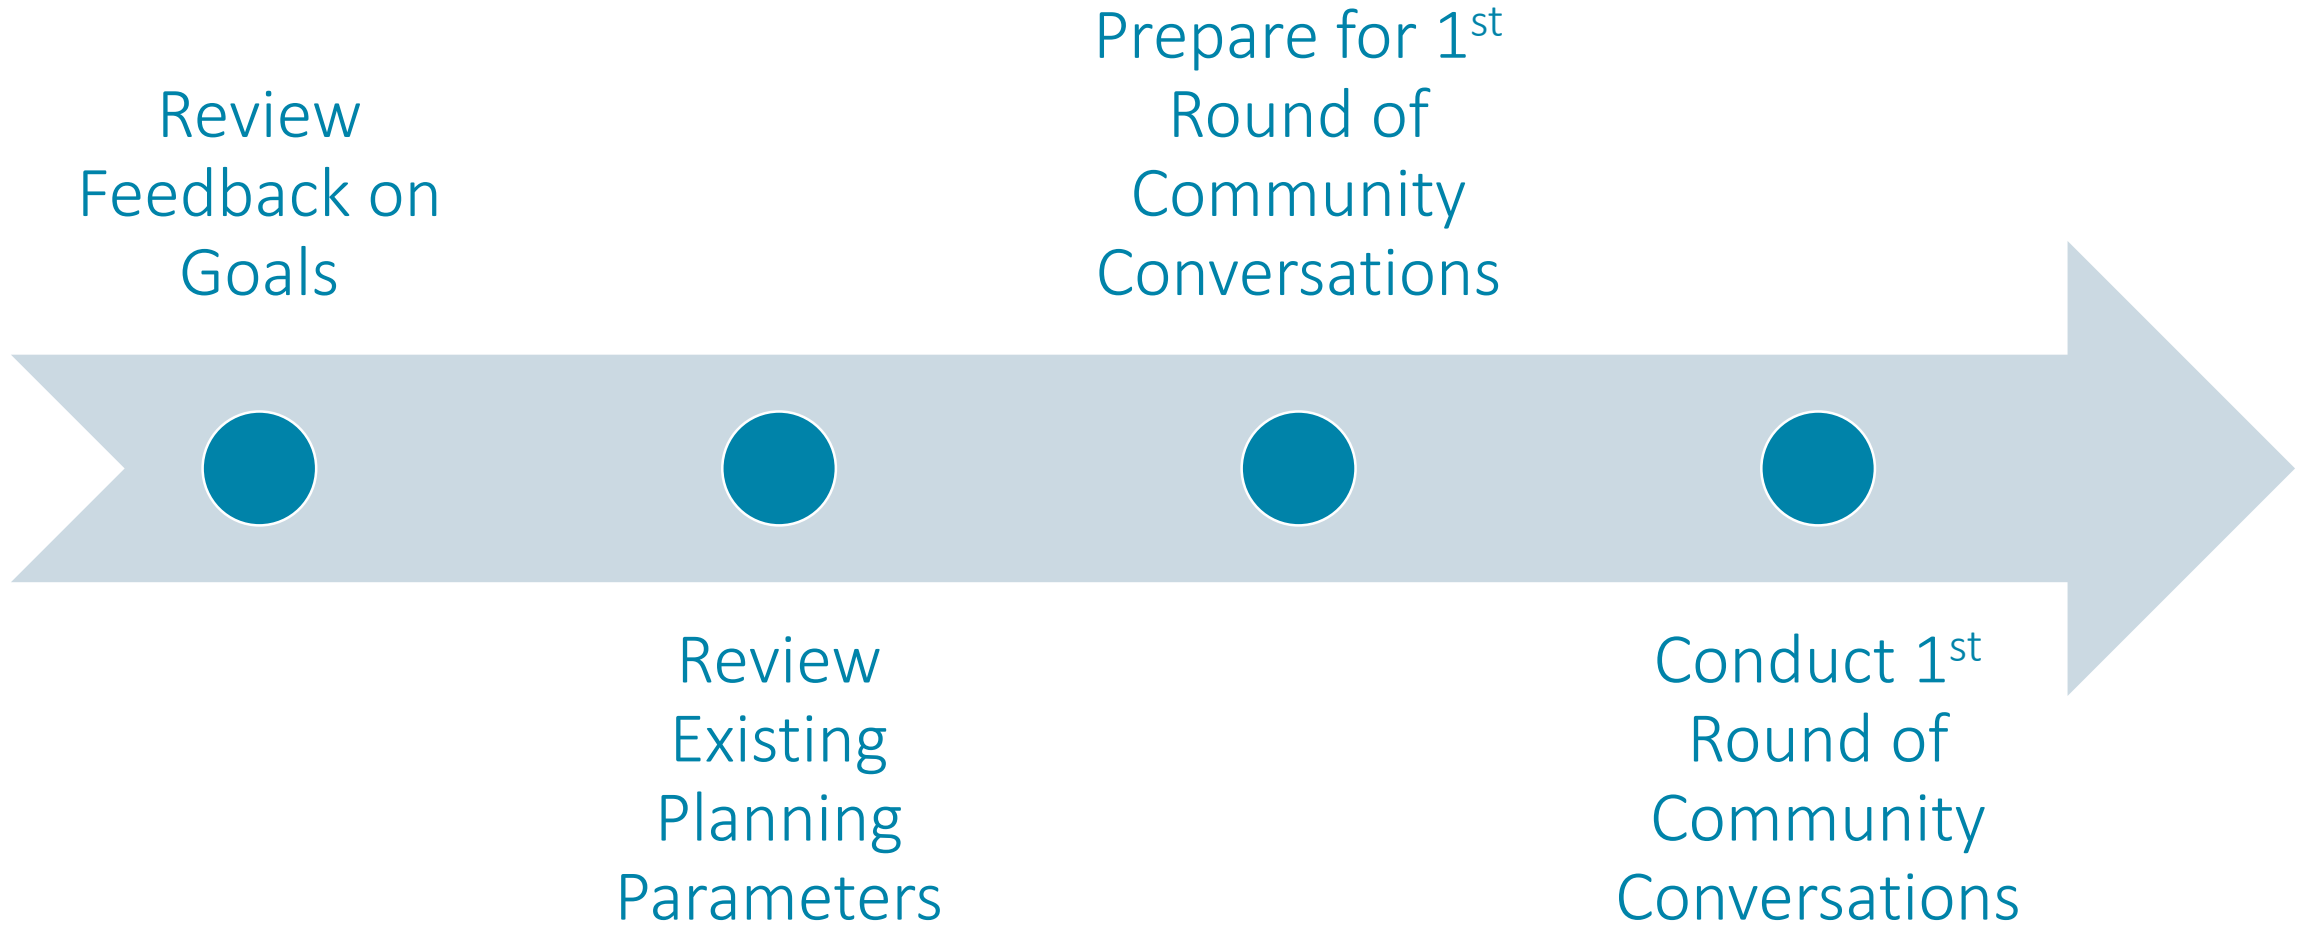 Review
Feedback on
Goals
Review
Existing
Planning
Parameters
Prepare for 1st
Round of
Community
Conversations
Conduct 1st
Round of
Community
Conversations